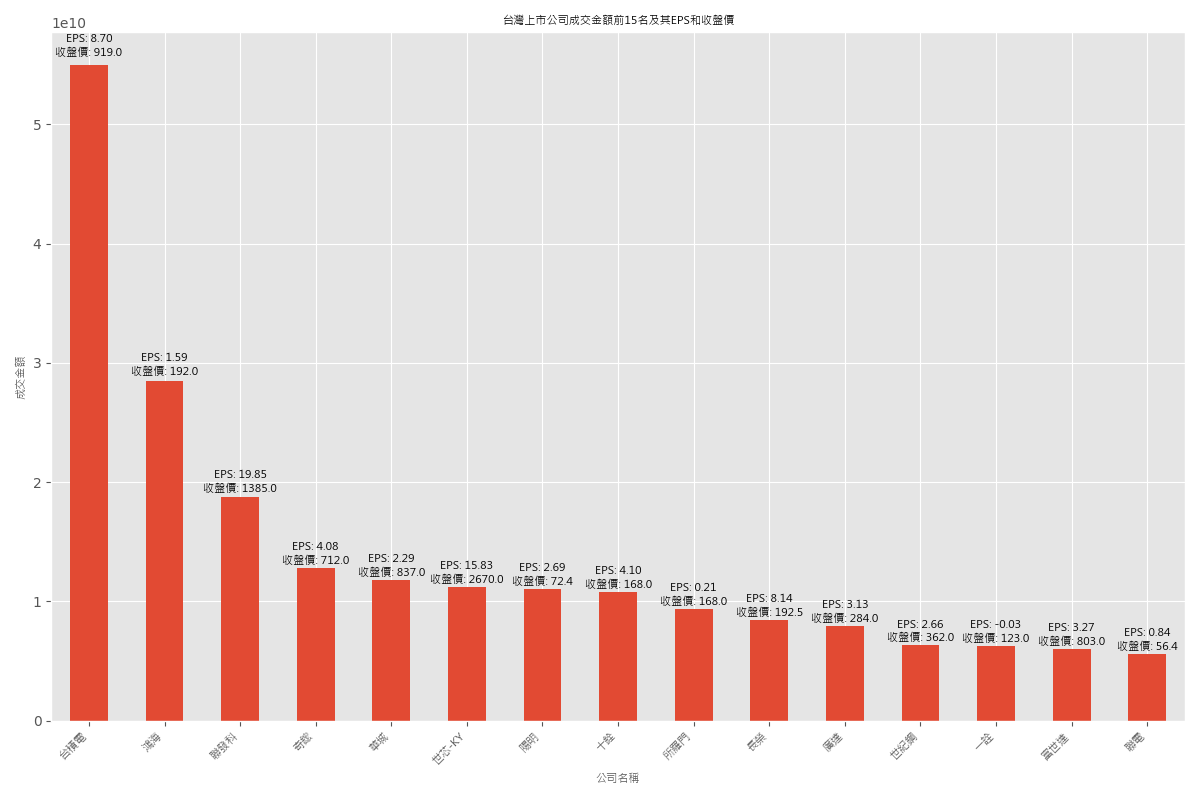 台灣上市公司成交金額前15名及其EPS和收盤價
1e10
EPS: 8.70
收盤價: 919.0
5
4
3
2
1
0
成交金額
EPS: 1.59
收盤價: 192.0
EPS: 19.85
收盤價: 1385.0
EPS: 4.08
收盤價: 712.0
EPS: 2.29
收盤價: 837.0
EPS: 15.83
收盤價: 2670.0
EPS: 2.69
收盤價: 72.4
EPS: 4.10
收盤價: 168.0
EPS: 0.21
收盤價: 168.0
EPS: 8.14
收盤價: 192.5
EPS: 3.13
收盤價: 284.0
EPS: 2.66
收盤價: 362.0
EPS: -0.03
收盤價: 123.0
EPS: 3.27
收盤價: 803.0
EPS: 0.84
收盤價: 56.4
台積電
鴻海
聯發科
奇鋐
華城
世芯-KY
陽明
十銓
所羅門
長榮
廣達
世紀鋼
一詮
富世達
聯電
公司名稱